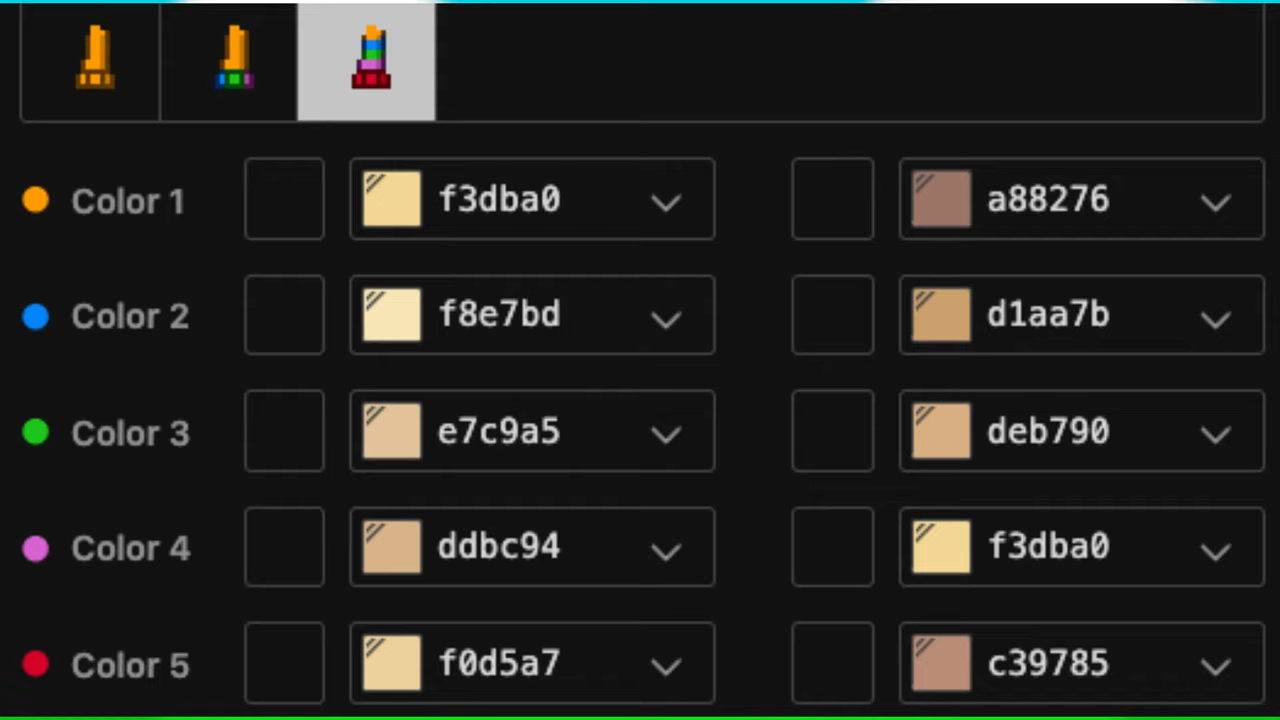 Color 1 f3dba0 a88276
Color 2 f8e7bd d1aa7b
Color 3 e7c9a5 deb790
Color 4 ddbc94 f3dba0
Color 5 f0d5a7 c39785